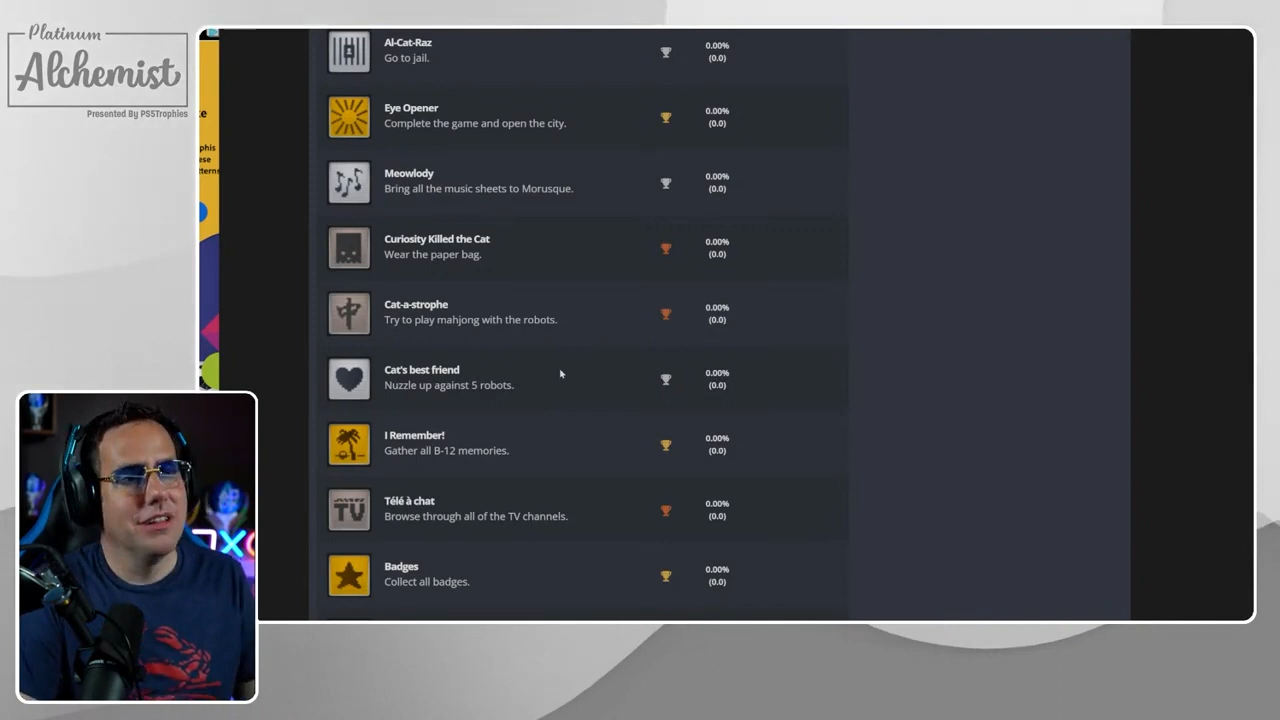 Platinum
Alchemist
Presented By PS5Trophies
Al-Cat-Raz
Go to jail.
0.00%
(0.0)
Eye Opener
Complete the game and open the city.
0.00%
(0.0)
Meowlody
Bring all the music sheets to Morusque.
0.00%
(0.0)
Curiosity Killed the Cat
Wear the paper bag.
0.00%
(0.0)
Cat-a-strophe
Try to play mahjong with the robots.
0.00%
(0.0)
Cat's best friend
Nuzzle up against 5 robots.
0.00%
(0.0)
I Remember!
Gather all B-12 memories.
0.00%
(0.0)
TV
Télé à chat
Browse through all of the TV channels.
0.00%
(0.0)
Badges
Collect all badges.
0.00%
(0.0)